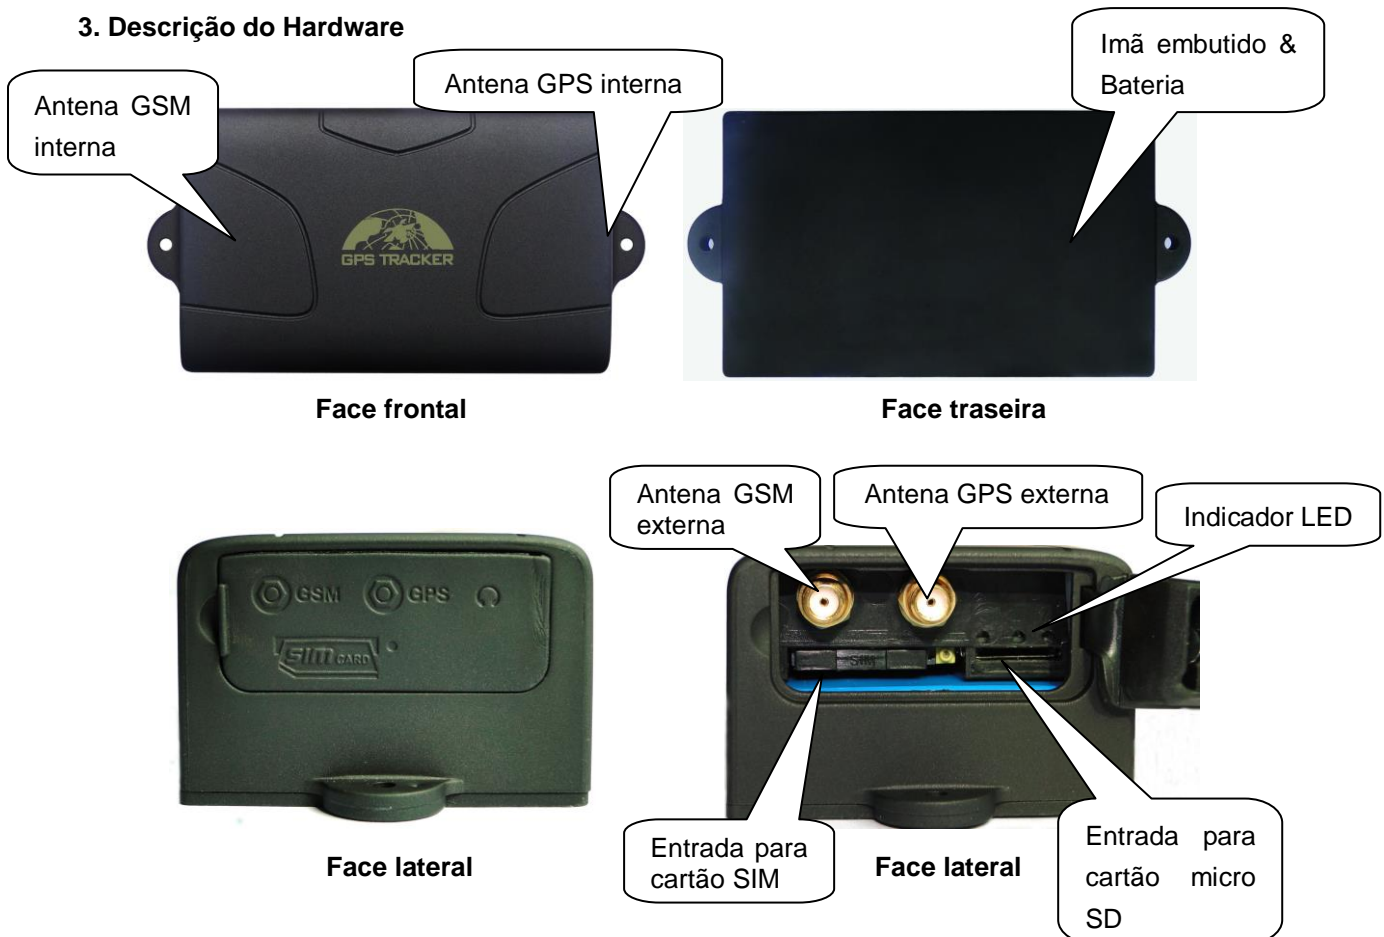 3. Descrição do Hardware
Antena GSM
interna
Antena GPS interna
Imã embutido &
Bateria
GPS TRACKER
Face frontal
Face traseira
Antena GSM
externa
Antena GPS externa
Indicador LED
GSM GPS
SIM CARD
SIM
Entrada para
cartão SIM
Entrada para
cartão micro
SD
Face lateral
Face lateral